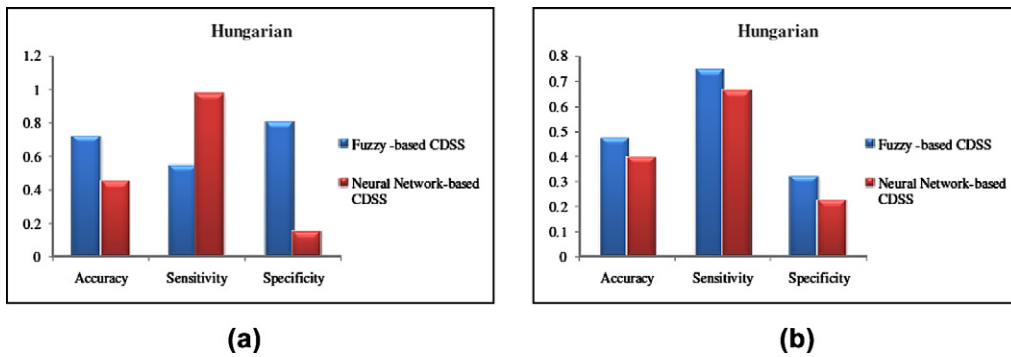 Hungarian
1.2
1
0.8
0.6
0.4
0.2
0
Accuracy Sensitivity Specificity
Fuzzy -based CDSS
Neural Network-based
CDSS
(a)
Hungarian
0.8
0.7
0.6
0.5
0.4
0.3
0.2
0.1
0
Accuracy Sensitivity Specificity
Fuzzy -based CDSS
Neural Network-based
CDSS
(b)